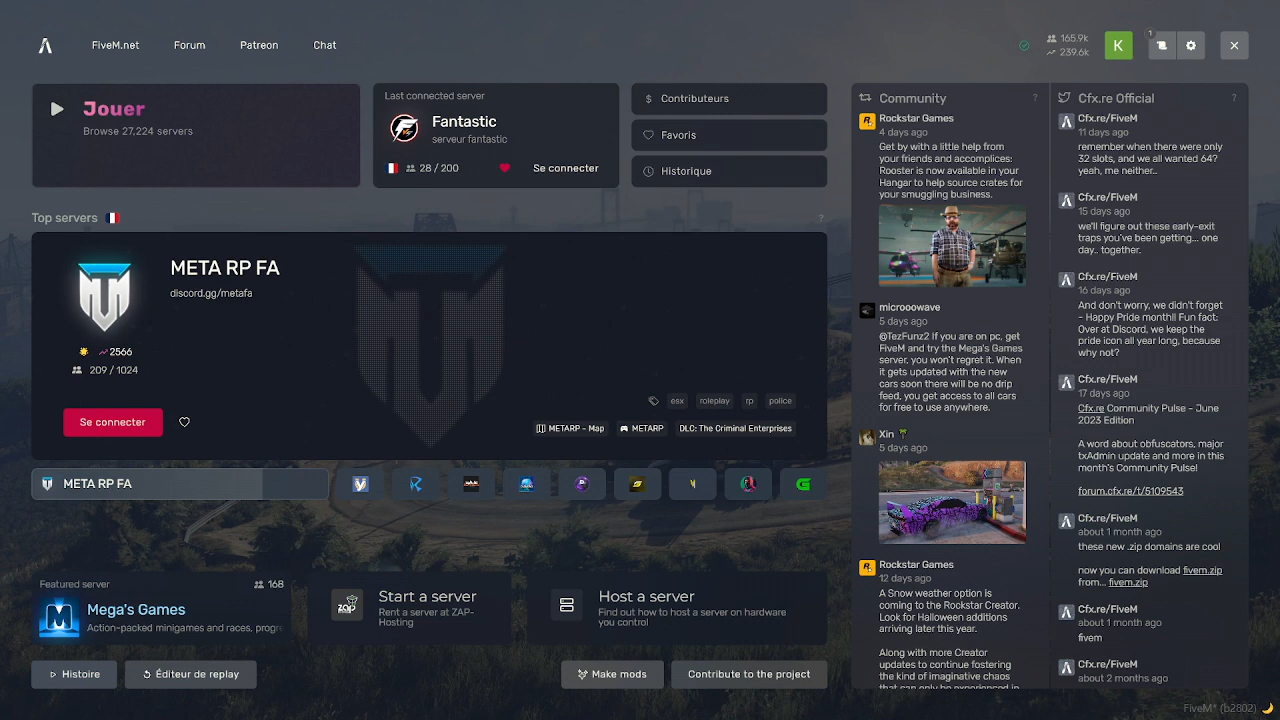 FiveM.net
Forum
Patreon
Chat
165.9k
239.6k
K
1
Jouer
Browse 27,224 servers
Last connected server
Fantastic
serveur fantastic
28 / 200
Se connecter
$ Contributeurs
Favoris
Historique
Top servers
?
META RP FA
discord.gg/metafa
2566
209 / 1024
Se connecter
esx
roleplay
rp
police
METARP - Map
METARP
DLC: The Criminal Enterprises
META RP FA
Featured server
168
Mega's Games
Action-packed minigames and races, progre
ZAP
Start a server
Rent a server at ZAP-
Hosting
Host a server
Find out how to host a server on hardware
you control
Histoire
Éditeur de replay
Make mods
Contribute to the project
Community
?
Rockstar Games
4 days ago
Get by with a little help from
your friends and accomplices:
Rooster is now available in your
Hangar to help source crates for
your smuggling business.
microoowave
5 days ago
@TezFunz2 If you are on pc, get
FiveM and try the Mega's Games
server, you won't regret it. When
it gets updated with the new
cars soon there will be no drip
feed, you get access to all cars
for free to use anywhere.
Xin
5 days ago
Rockstar Games
12 days ago
A Snow weather option is
coming to the Rockstar Creator.
Look for Halloween additions
arriving later this year.
Along with more Creator
updates to continue fostering
the kind of imaginative chaos
that can only be experienced in
Cfx.re Official
?
Cfx.re/FiveM
11 days ago
remember when there were only
32 slots, and we all wanted 64?
yeah, me neither..
Cfx.re/FiveM
15 days ago
we'll figure out these early-exit
traps you've been getting... one
day.. together.
Cfx.re/FiveM
16 days ago
And don't worry, we didn't forget
- Happy Pride month!! Fun fact:
Over at Discord, we keep the
pride icon all year long, because
why not?
Cfx.re/FiveM
17 days ago
Cfx.re Community Pulse - June
2023 Edition
A word about obfuscators, major
txAdmin update and more in this
month's Community Pulse!
forum.cfx.re/t/5109543
Cfx.re/FiveM
about 1 month ago
these new .zip domains are cool
now you can download fivem.zip
from... fivem.zip
Cfx.re/FiveM
about 1 month ago
fivem
Cfx.re/FiveM
about 2 months ago
FiveM* (b2802)